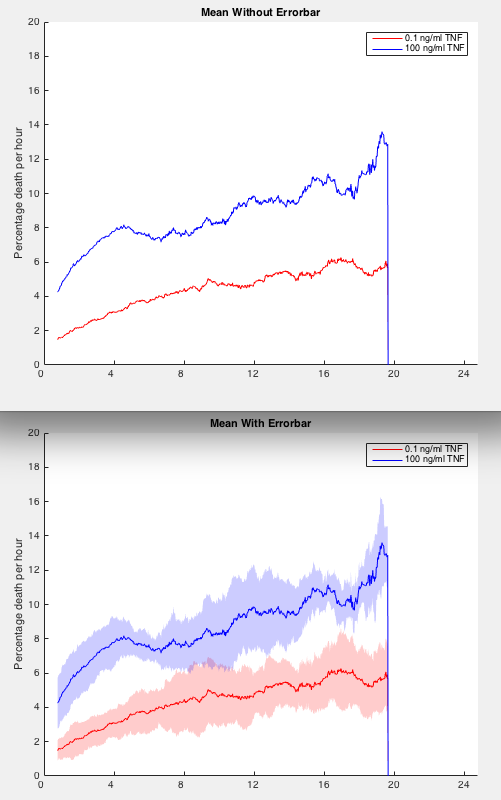 Mean Without Errorbar
20
18
16
14
12
10
8
6
4
2
0
Percentage death per hour
0.1 ng/ml TNF
100 ng/ml TNF
0 4 8 12 16 20 24
Mean With Errorbar
20
18
16
14
12
10
8
6
4
2
0
Percentage death per hour
0.1 ng/ml TNF
100 ng/ml TNF
0 4 8 12 16 20 24